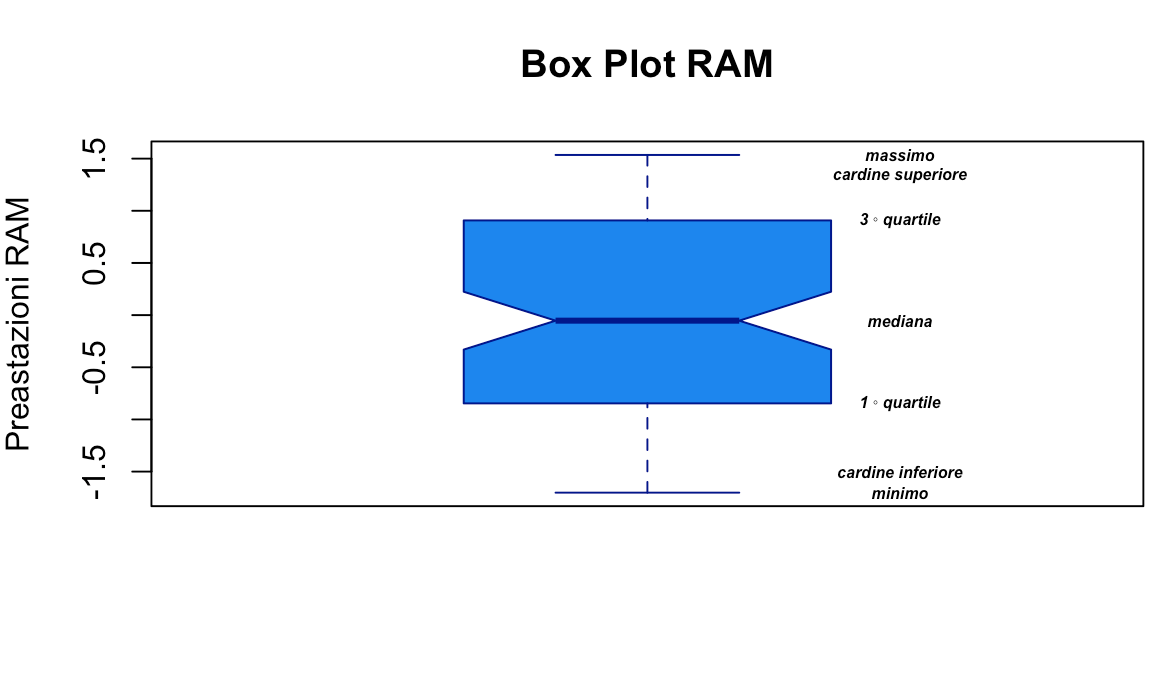 Box Plot RAM
Preastazioni RAM
1.5
0.5
-0.5
-1.5
massimo
cardine superiore
3 ◦ quartile
mediana
1 ◦ quartile
cardine inferiore
minimo